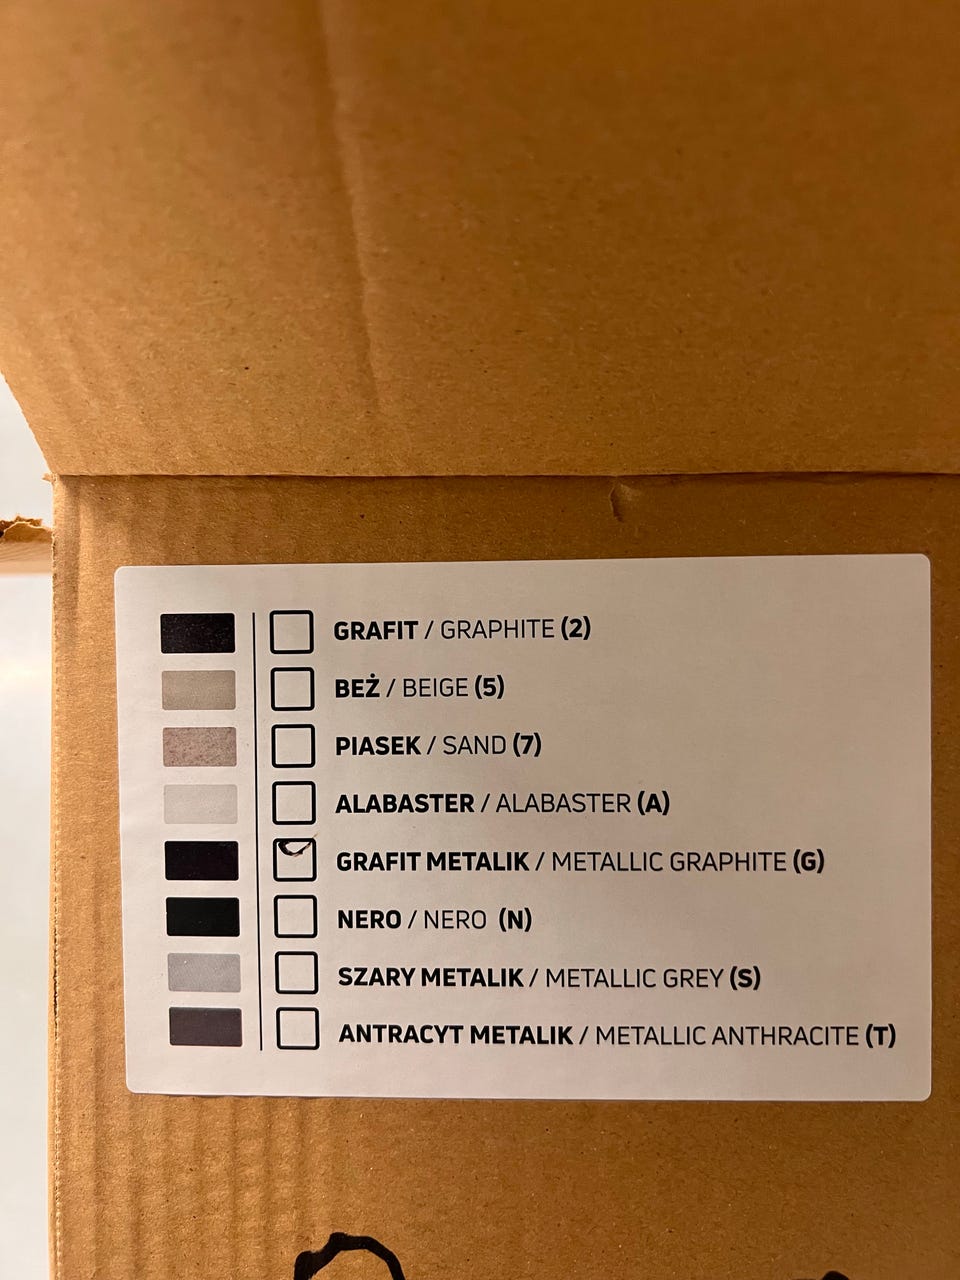 GRAFIT / GRAPHITE (2)
BEŻ / BEIGE (5)
PIASEK / SAND (7)
ALABASTER / ALABASTER (A)
GRAFIT METALIK / METALLIC GRAPHITE (G)
NERO / NERO (N)
SZARY METALIK / METALLIC GREY (S)
ANTRACYT METALIK / METALLIC ANTHRACITE (T)